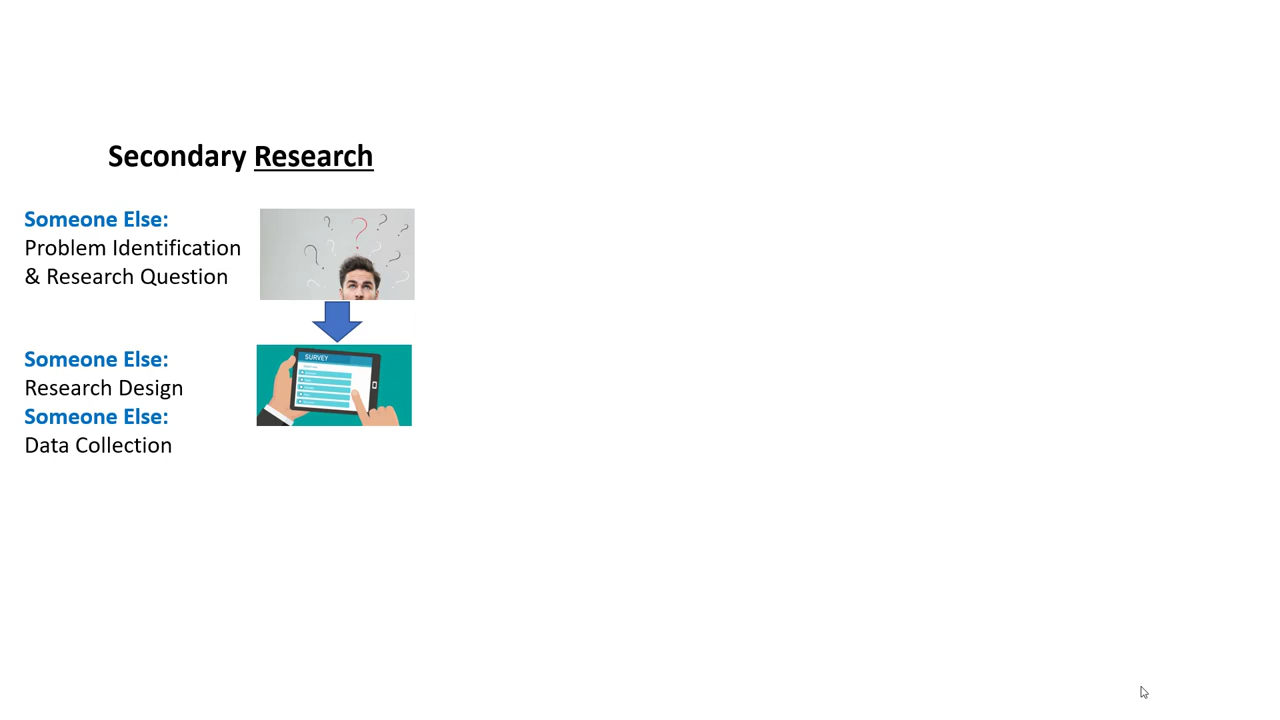 Secondary Research
Someone Else:
Problem Identification
& Research Question
Someone Else:
Research Design
Someone Else:
Data Collection
SURVEY